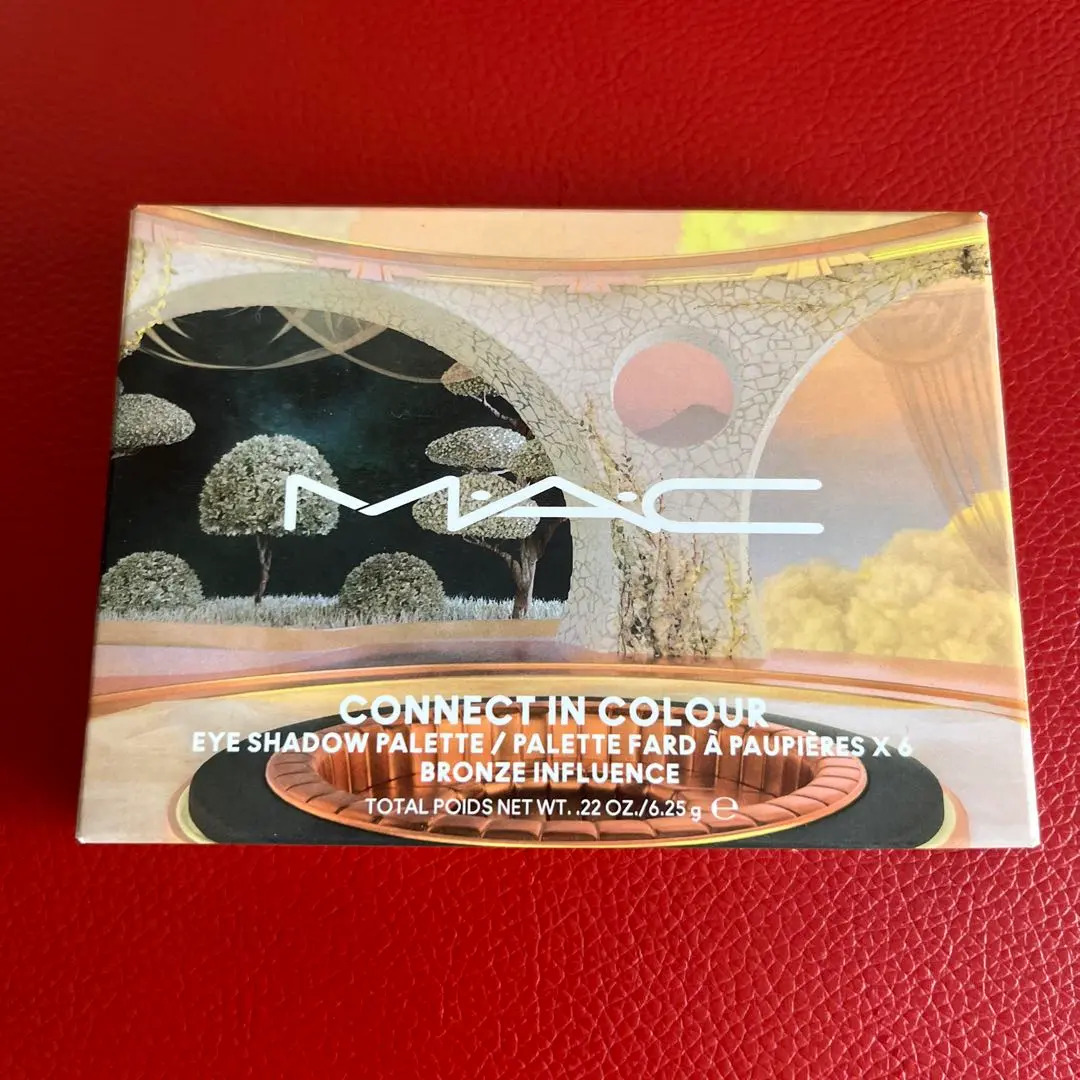 M·A·C
CONNECT IN COLOUR
EYE SHADOW PALETTE / PALETTE FARD À PAUPIÈRES X 6
BRONZE INFLUENCE
TOTAL POIDS NET WT. .22 OZ./6.25 g ℮